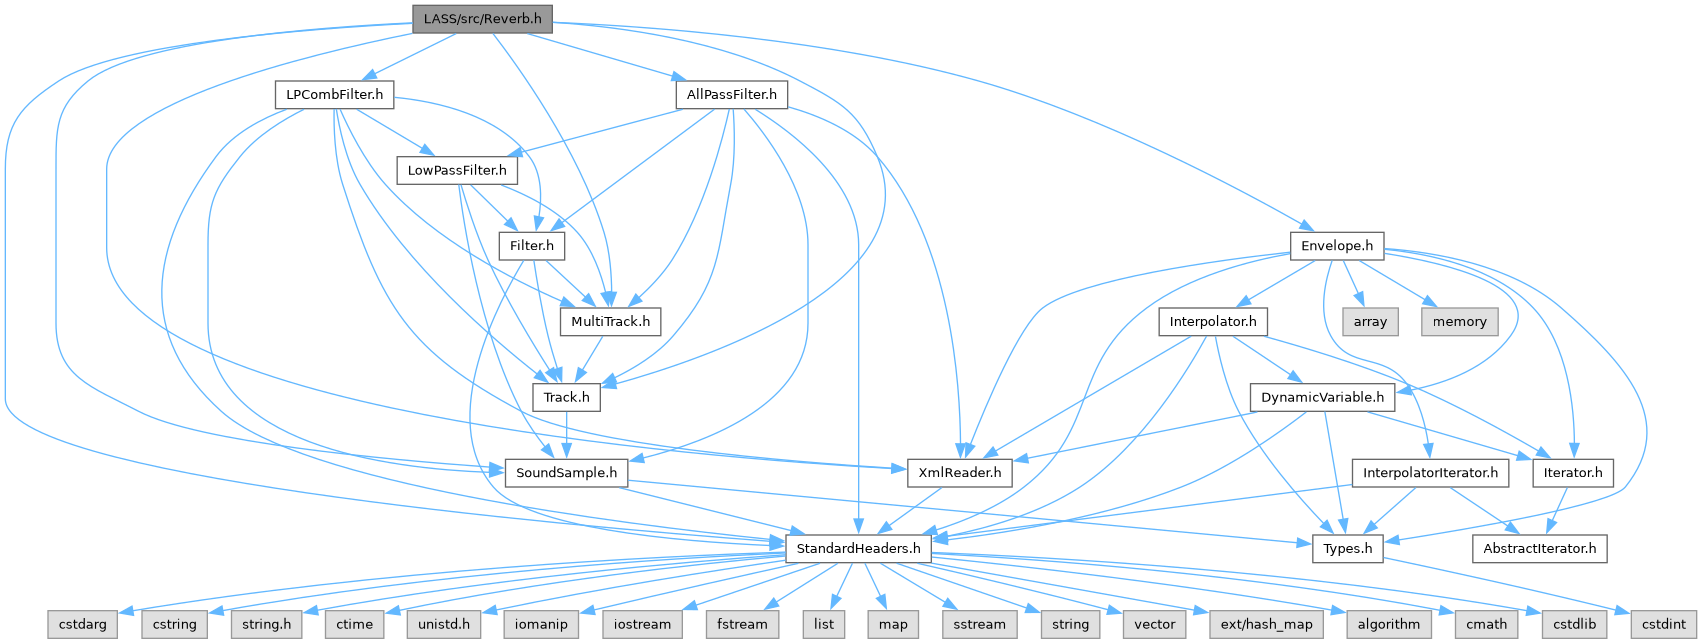 LASS/src/Reverb.h
LPCombFilter.h
AllPassFilter.h
LowPassFilter.h
Filter.h
Envelope.h
MultiTrack.h
Interpolator.h
array
memory
Track.h
DynamicVariable.h
SoundSample.h
XmlReader.h
InterpolatorIterator.h
Iterator.h
StandardHeaders.h
Types.h
AbstractIterator.h
cstdarg
cstring
string.h
ctime
unistd.h
iomanip
iostream
fstream
list
map
sstream
string
vector
ext/hash_map
algorithm
cmath
cstdlib
cstdint